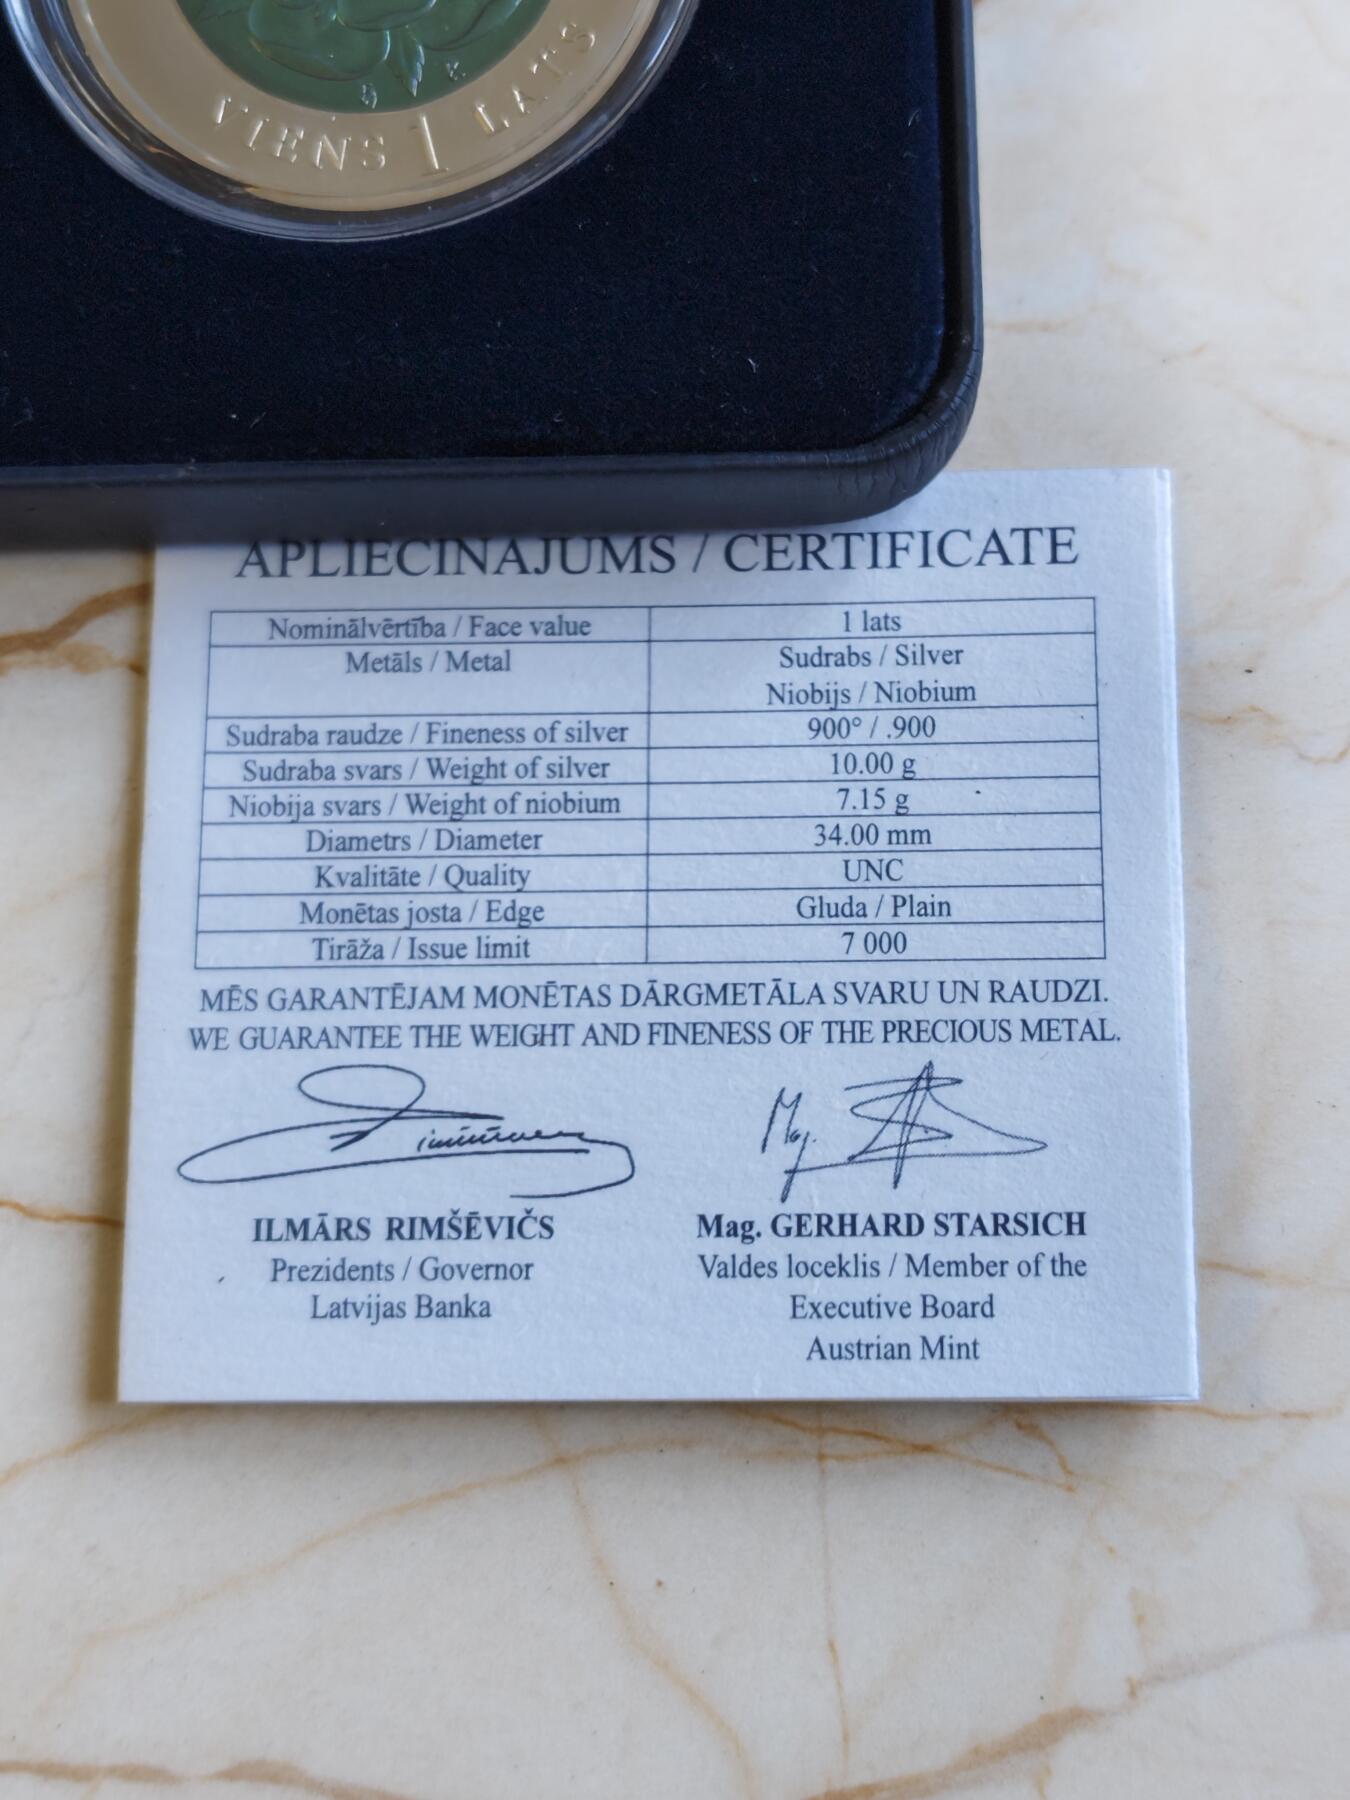 VIENS 1 LATS
APLIECINĀJUMS / CERTIFICATE
Nominālvērtība / Face value 1 lats
Metāls / Metal Sudrabs / Silver
Niobijs / Niobium
Sudraba raudze / Fineness of silver 900° / .900
Sudraba svars / Weight of silver 10.00 g
Niobija svars / Weight of niobium 7.15 g
Diametrs / Diameter 34.00 mm
Kvalitāte / Quality UNC
Monētas josta / Edge Gluda / Plain
Tirāža / Issue limit 7 000
MĒS GARANTĒJAM MONĒTAS DĀRGMETĀLA SVARU UN RAUDZI.
WE GUARANTEE THE WEIGHT AND FINENESS OF THE PRECIOUS METAL.
Mag.
ILMĀRS RIMŠĒVIČS Mag. GERHARD STARSICH
Prezidents / Governor Valdes loceklis / Member of the
Latvijas Banka Executive Board
Austrian Mint